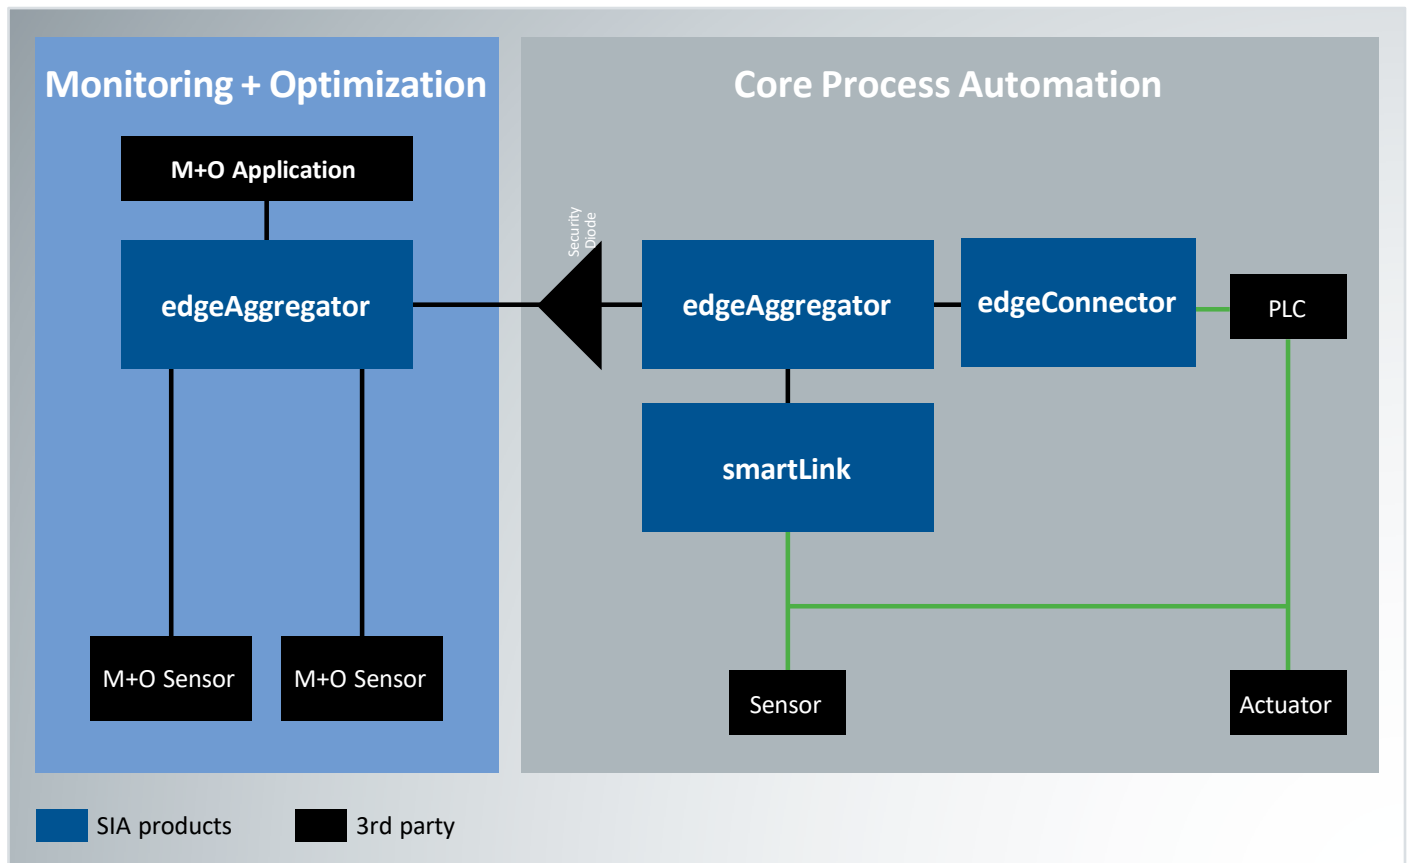 Monitoring + Optimization
Core Process Automation
M+O Application
Security
Diode
edgeAggregator
edgeAggregator
edgeConnector
PLC
smartLink
M+O Sensor
M+O Sensor
Sensor
Actuator
SIA products
3rd party